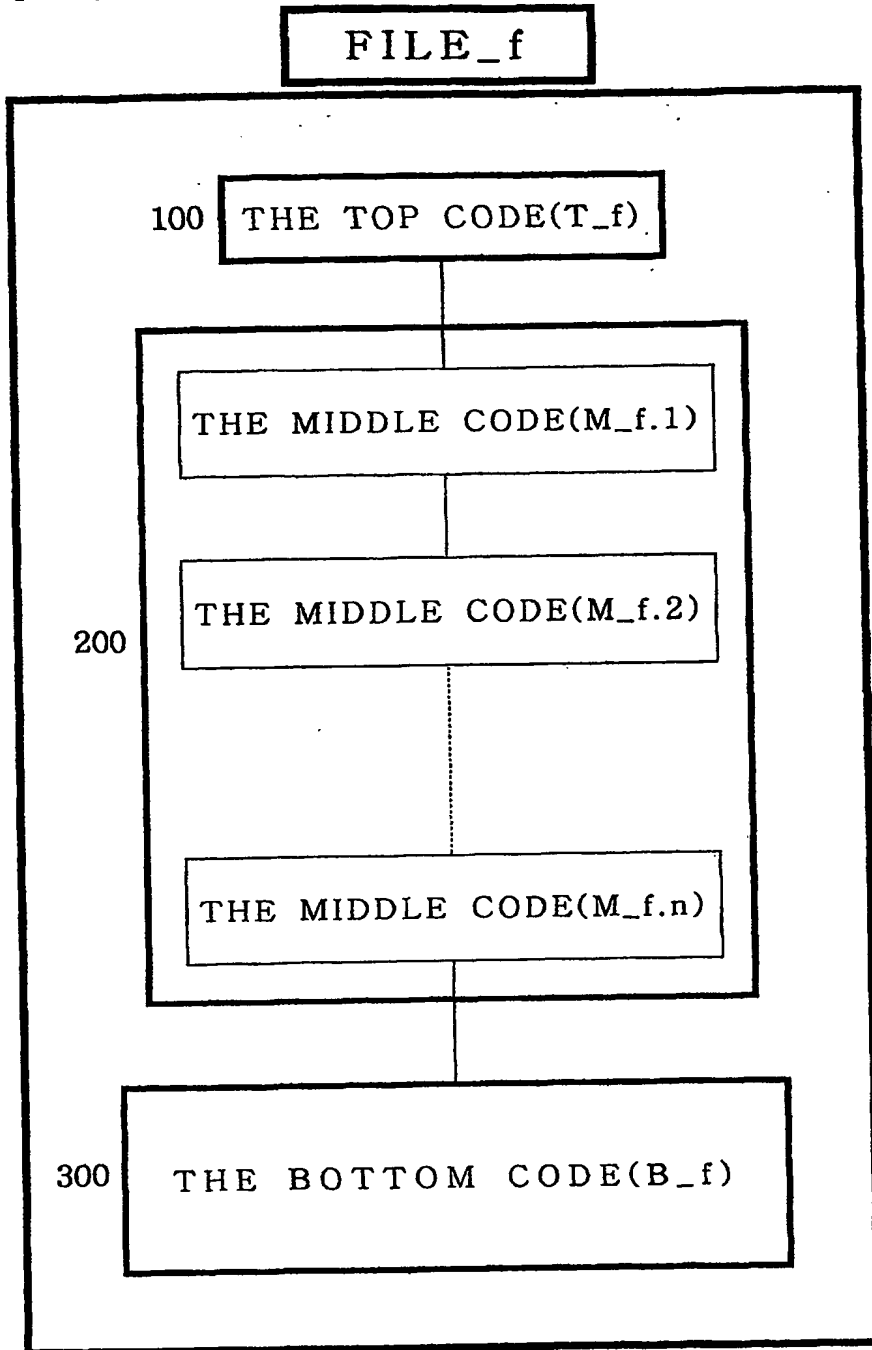 FILE_f
100 THE TOP CODE(T_f)
THE MIDDLE CODE(M_f.1)
THE MIDDLE CODE(M_f.2)
200
THE MIDDLE CODE(M_f.n)
300 THE BOTTOM CODE(B_f)